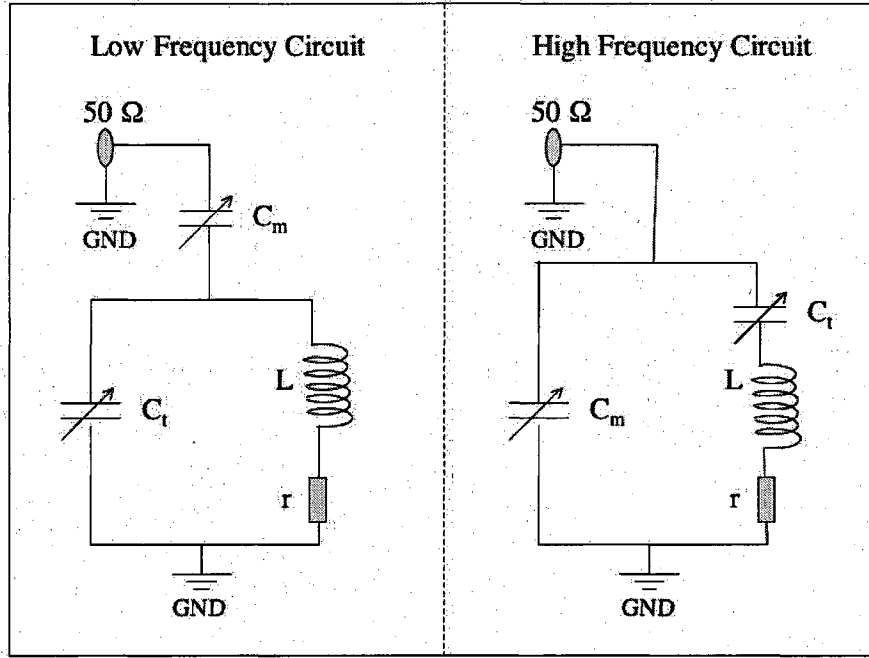 Low Frequency Circuit
50 Ω
GND
C_m
L
C_t
r
GND
High Frequency Circuit
50 Ω
GND
C_t
L
C_m
r
GND